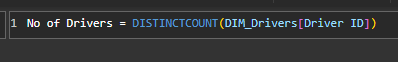 1 No of Drivers = DISTINCTCOUNT(DIM_Drivers[Driver ID])